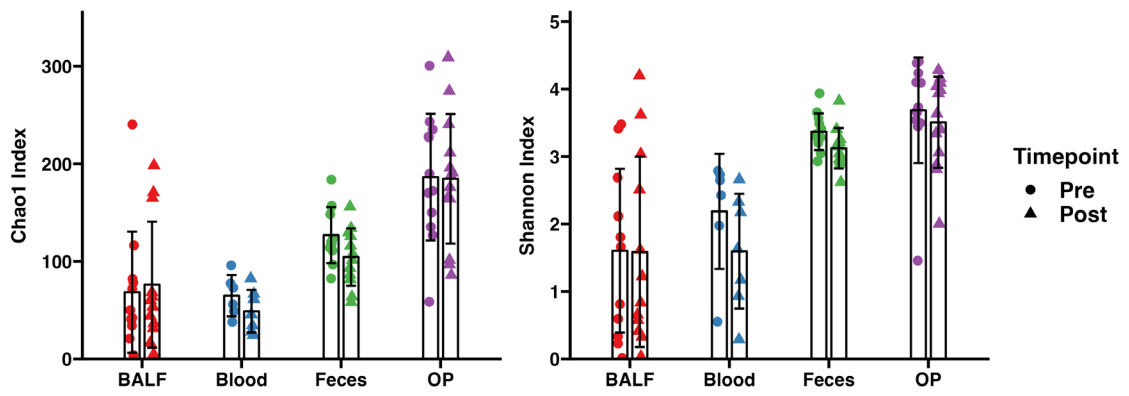 Chao1 Index
300
200
100
0
BALF
Blood
Feces
OP
Shannon Index
5
4
3
2
1
0
BALF
Blood
Feces
OP
Timepoint
Pre
Post